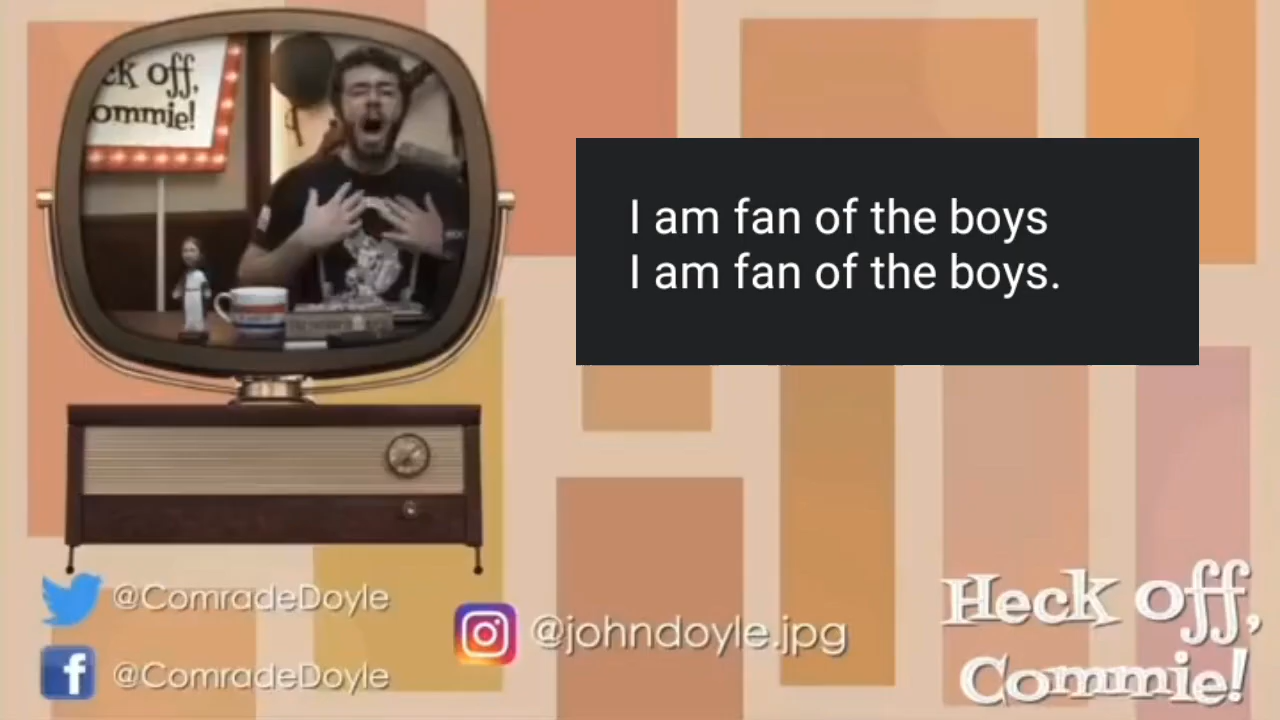 ck off,
ommie!
I am fan of the boys
I am fan of the boys.
@ComradeDoyle
@johndoyle.jpg
@ComradeDoyle
Heck off,
Commie!